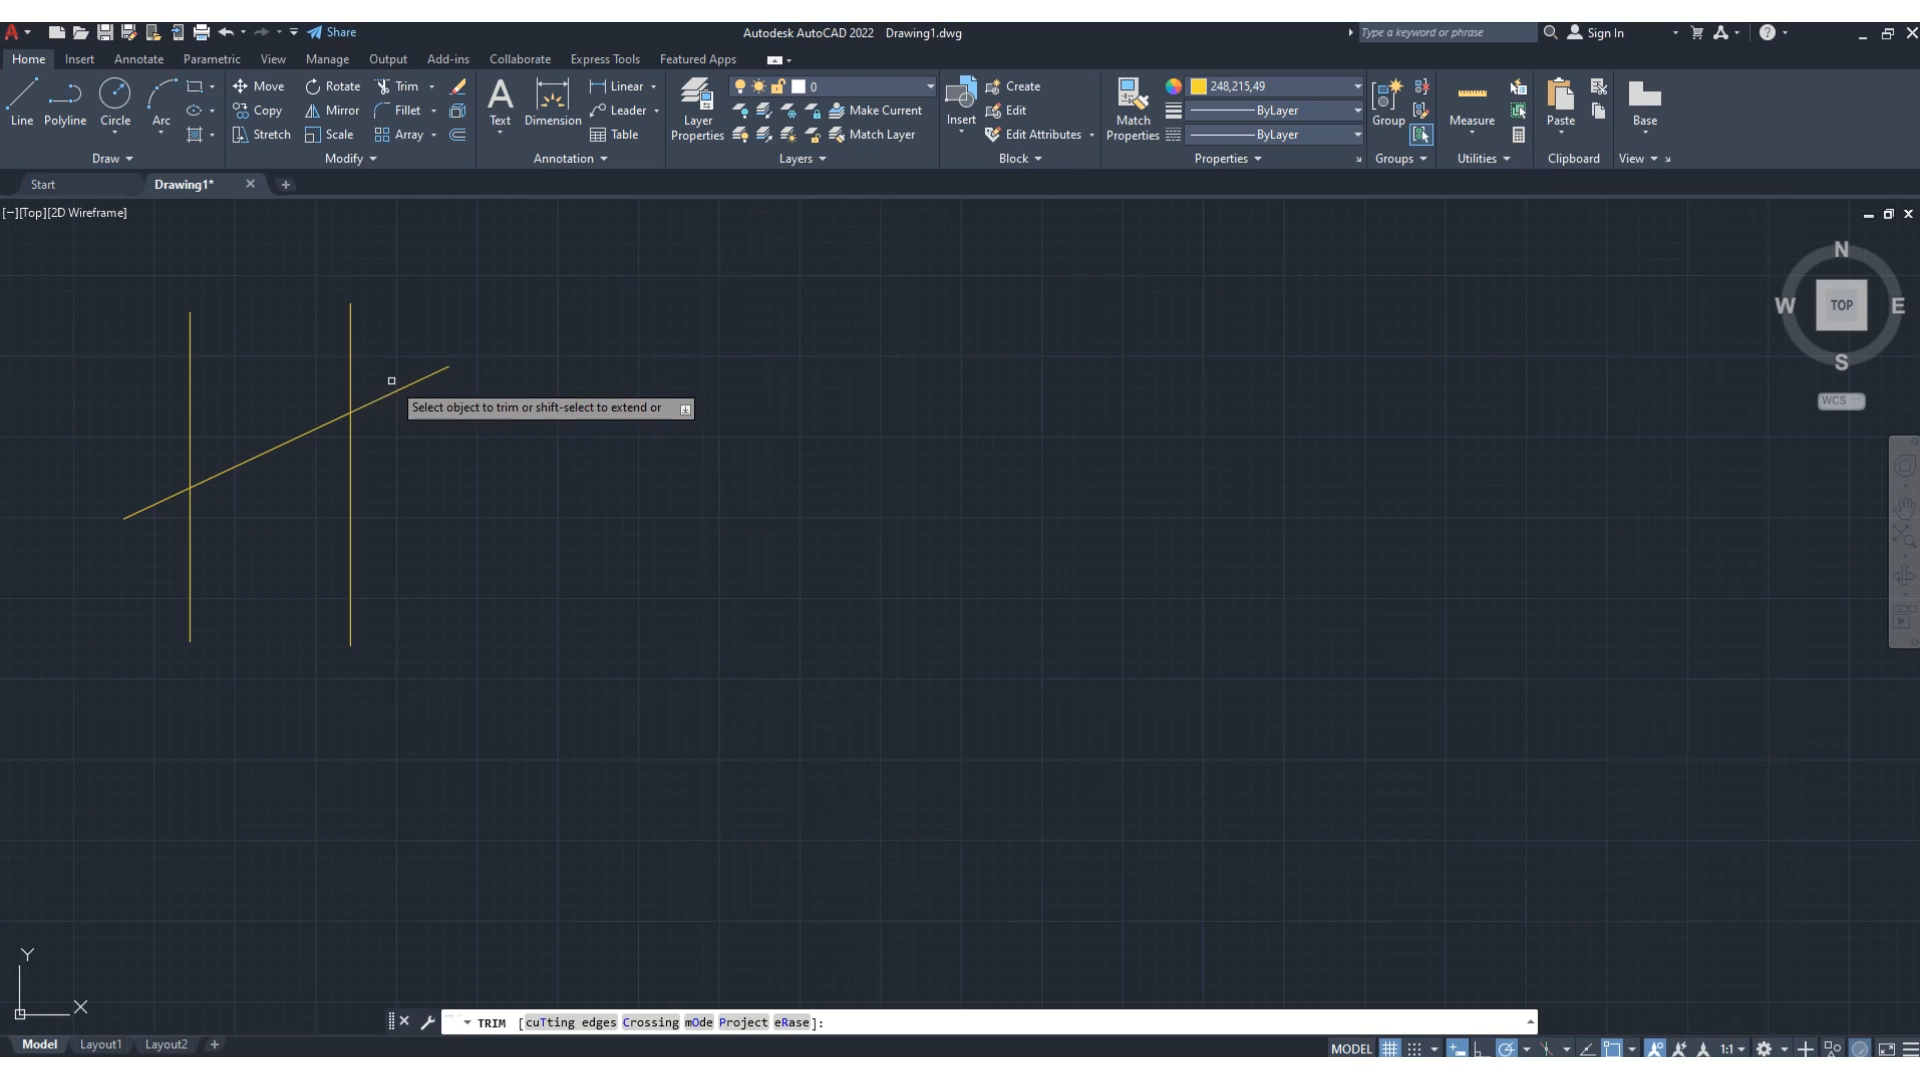 Share
Autodesk AutoCAD 2022 Drawing1.dwg
Type a keyword or phrase
Sign In
Home Insert Annotate Parametric View Manage Output Add-ins Collaborate Express Tools Featured Apps
Line Polyline Circle Arc
Move Rotate Trim
Copy Mirror Fillet
Stretch Scale Array
Text Dimension
Linear
Leader
Table
Layer Properties
0
Make Current
Match Layer
Insert
Create
Edit
Edit Attributes
Match Properties
248,215,49
ByLayer
ByLayer
Group
Measure
Paste
Base
Draw Modify Annotation Layers Block Properties Groups Utilities Clipboard View
Start Drawing1*
[−][Top][2D Wireframe]
N
W TOP E
S
WCS
Select object to trim or shift-select to extend or
Y
X
TRIM [cuTting edges Crossing mOde Project eRase]:
Model Layout1 Layout2
MODEL 1:1